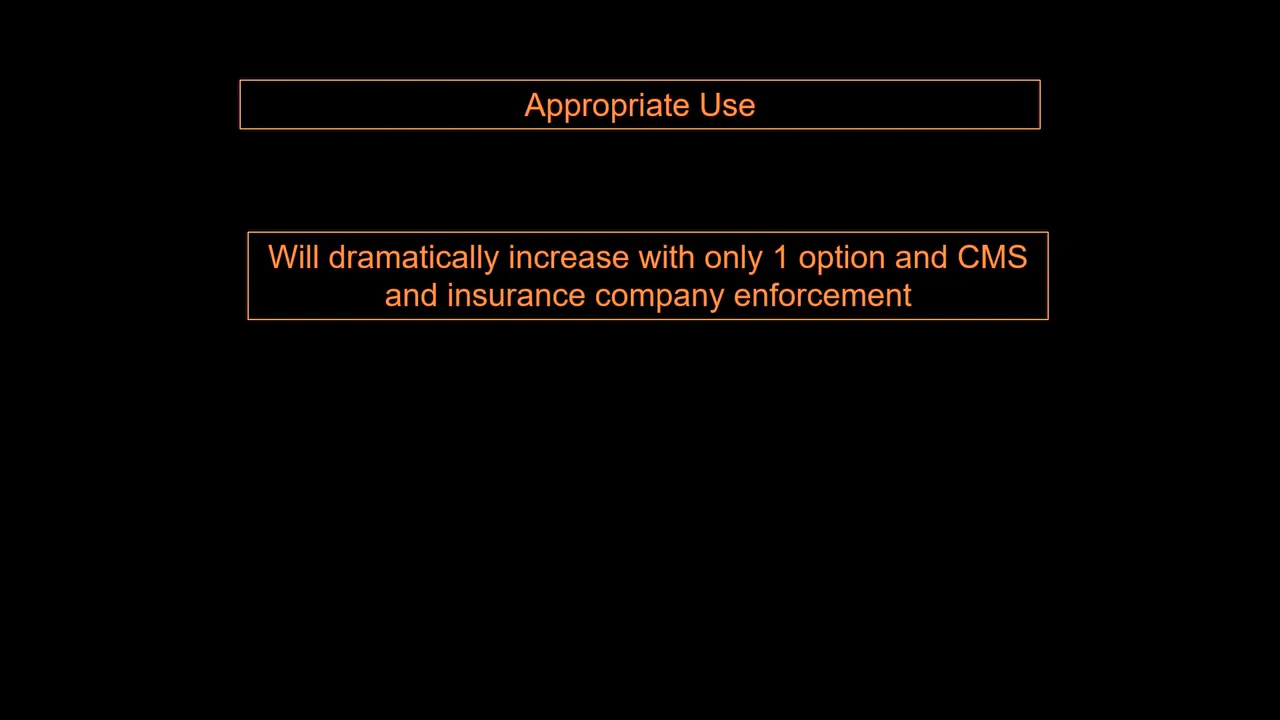 Appropriate Use
Will dramatically increase with only 1 option and CMS
and insurance company enforcement